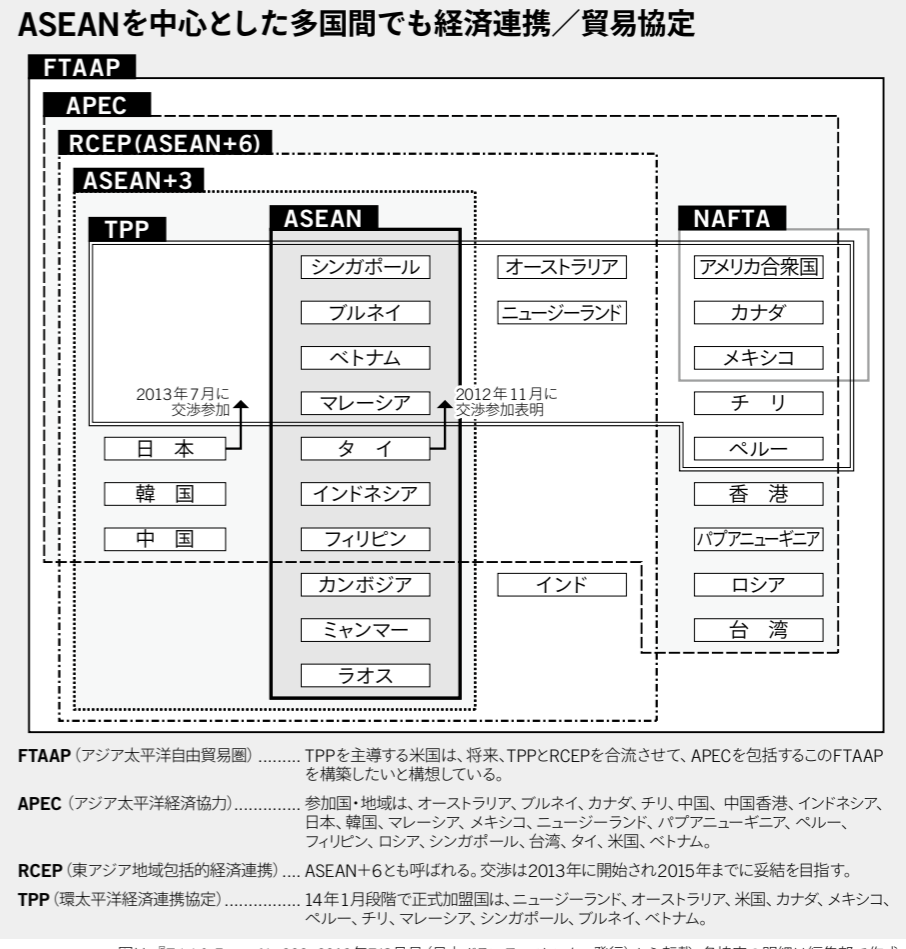 ASEANを中心とした多国間でも経済連携／貿易協定
FTAAP
APEC
RCEP(ASEAN+6)
ASEAN+3
TPP
ASEAN
NAFTA
シンガポール
オーストラリア
アメリカ合衆国
ブルネイ
ニュージーランド
カナダ
ベトナム
メキシコ
2013年7月に
交渉参加
マレーシア
2012年11月に
交渉参加表明
チ リ
日 本
タ イ
ペルー
韓 国
インドネシア
香 港
中 国
フィリピン
パプアニューギニア
カンボジア
インド
ロシア
ミャンマー
台 湾
ラオス
FTAAP（アジア太平洋自由貿易圏）......... TPPを主導する米国は、将来、TPPとRCEPを合流させて、APECを包括するこのFTAAP
を構築したいと構想している。
APEC（アジア太平洋経済協力）............. 参加国・地域は、オーストラリア、ブルネイ、カナダ、チリ、中国、中国香港、インドネシア、
日本、韓国、マレーシア、メキシコ、ニュージーランド、パプアニューギニア、ペルー、
フィリピン、ロシア、シンガポール、台湾、タイ、米国、ベトナム。
RCEP（東アジア地域包括的経済連携）.... ASEAN＋6とも呼ばれる。交渉は2013年に開始され2015年までに妥結を目指す。
TPP（環太平洋経済連携協定）............... 14年1月段階で正式加盟国は、ニュージーランド、オーストラリア、米国、カナダ、メキシコ、
ペルー、チリ、マレーシア、シンガポール、ブルネイ、ベトナム。